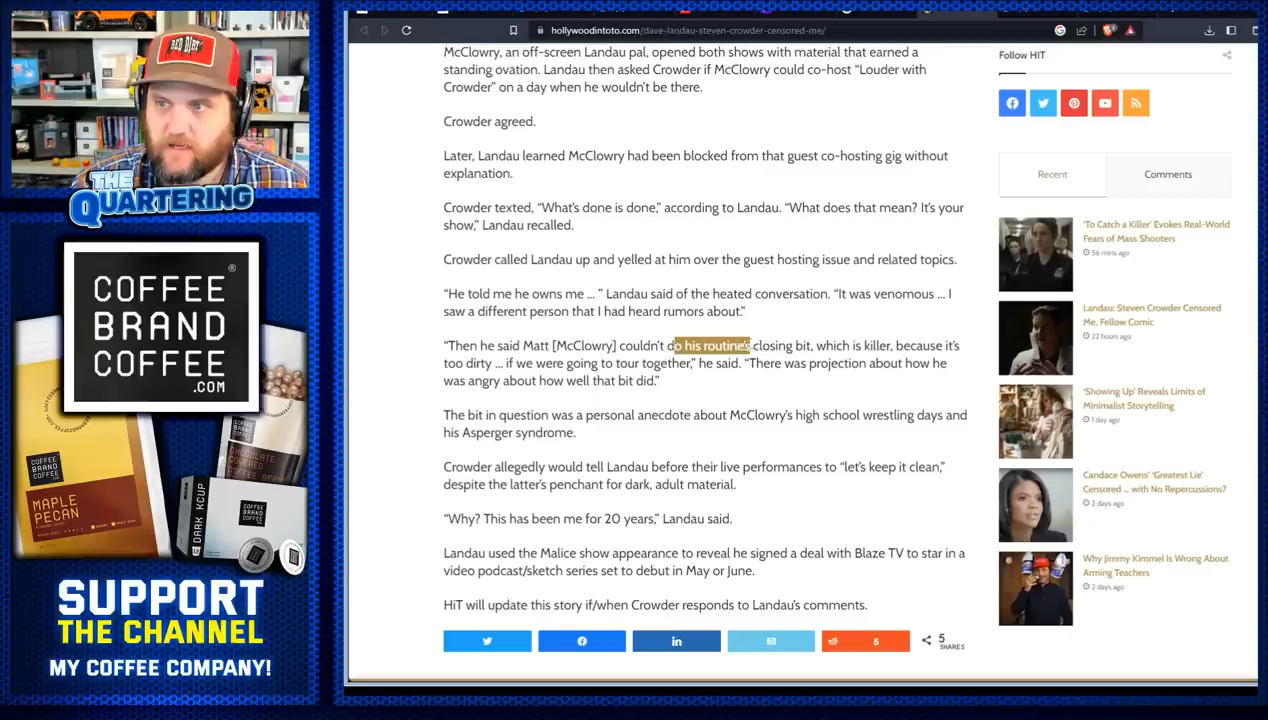 RED DIRT
THE
QUARTERING
COFFEE
BRAND
COFFEE
.COM
®
COFFEE
BRAND
COFFEE
MAPLE
PECAN
CHOCOLATE
COVERED
COFFEE BRAND
COFFEE
DARK KCUP
SUPPORT
THE CHANNEL
MY COFFEE COMPANY!
hollywoodintoto.com/dave-landau-steven-crowder-censored-me/
McClowry, an off-screen Landau pal, opened both shows with material that earned a
standing ovation. Landau then asked Crowder if McClowry could co-host “Louder with
Crowder” on a day when he wouldn’t be there.
Crowder agreed.
Later, Landau learned McClowry had been blocked from that guest co-hosting gig without
explanation.
Crowder texted, “What’s done is done,” according to Landau. “What does that mean? It’s your
show,” Landau recalled.
Crowder called Landau up and yelled at him over the guest hosting issue and related topics.
“He told me he owns me … ” Landau said of the heated conversation. “It was venomous … I
saw a different person that I had heard rumors about.”
“Then he said Matt [McClowry] couldn’t do his routine’s closing bit, which is killer, because it’s
too dirty … if we were going to tour together,” he said. “There was projection about how he
was angry about how well that bit did.”
The bit in question was a personal anecdote about McClowry’s high school wrestling days and
his Asperger syndrome.
Crowder allegedly would tell Landau before their live performances to “let’s keep it clean,”
despite the latter’s penchant for dark, adult material.
“Why? This has been me for 20 years,” Landau said.
Landau used the Malice show appearance to reveal he signed a deal with Blaze TV to star in a
video podcast/sketch series set to debut in May or June.
HiT will update this story if/when Crowder responds to Landau’s comments.
5
5
SHARES
Follow HIT
Recent
Comments
‘To Catch a Killer’ Evokes Real-World
Fears of Mass Shooters
56 mins ago
Landau: Steven Crowder Censored
Me, Fellow Comic
22 hours ago
‘Showing Up’ Reveals Limits of
Minimalist Storytelling
1 day ago
Candace Owens’ ‘Greatest Lie’
Censored … with No Repercussions?
2 days ago
Why Jimmy Kimmel Is Wrong About
Arming Teachers
2 days ago